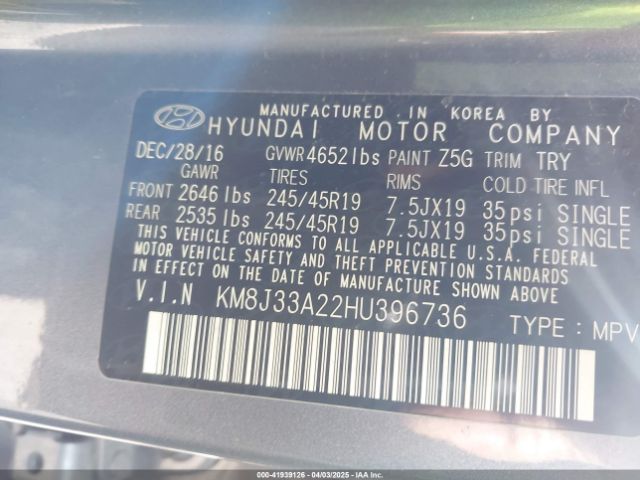 MANUFACTURED IN KOREA BY
HYUNDAI MOTOR COMPANY
DEC/28/16 GVWR 4652lbs PAINT Z5G TRIM TRY
GAWR TIRES RIMS COLD TIRE INFL
FRONT 2646 lbs 245/45R19 7.5JX19 35psi SINGLE
REAR 2535 lbs 245/45R19 7.5JX19 35psi SINGLE
THIS VEHICLE CONFORMS TO ALL APPLICABLE U.S.A. FEDERAL
MOTOR VEHICLE SAFETY, BUMPER, AND THEFT PREVENTION STANDARDS
IN EFFECT ON THE DATE OF MANUFACTURE SHOWN ABOVE
V.I.N KM8J33A22HU396736 TYPE : MPV
000-41939126 - 04/03/2025 - IAA, Inc.